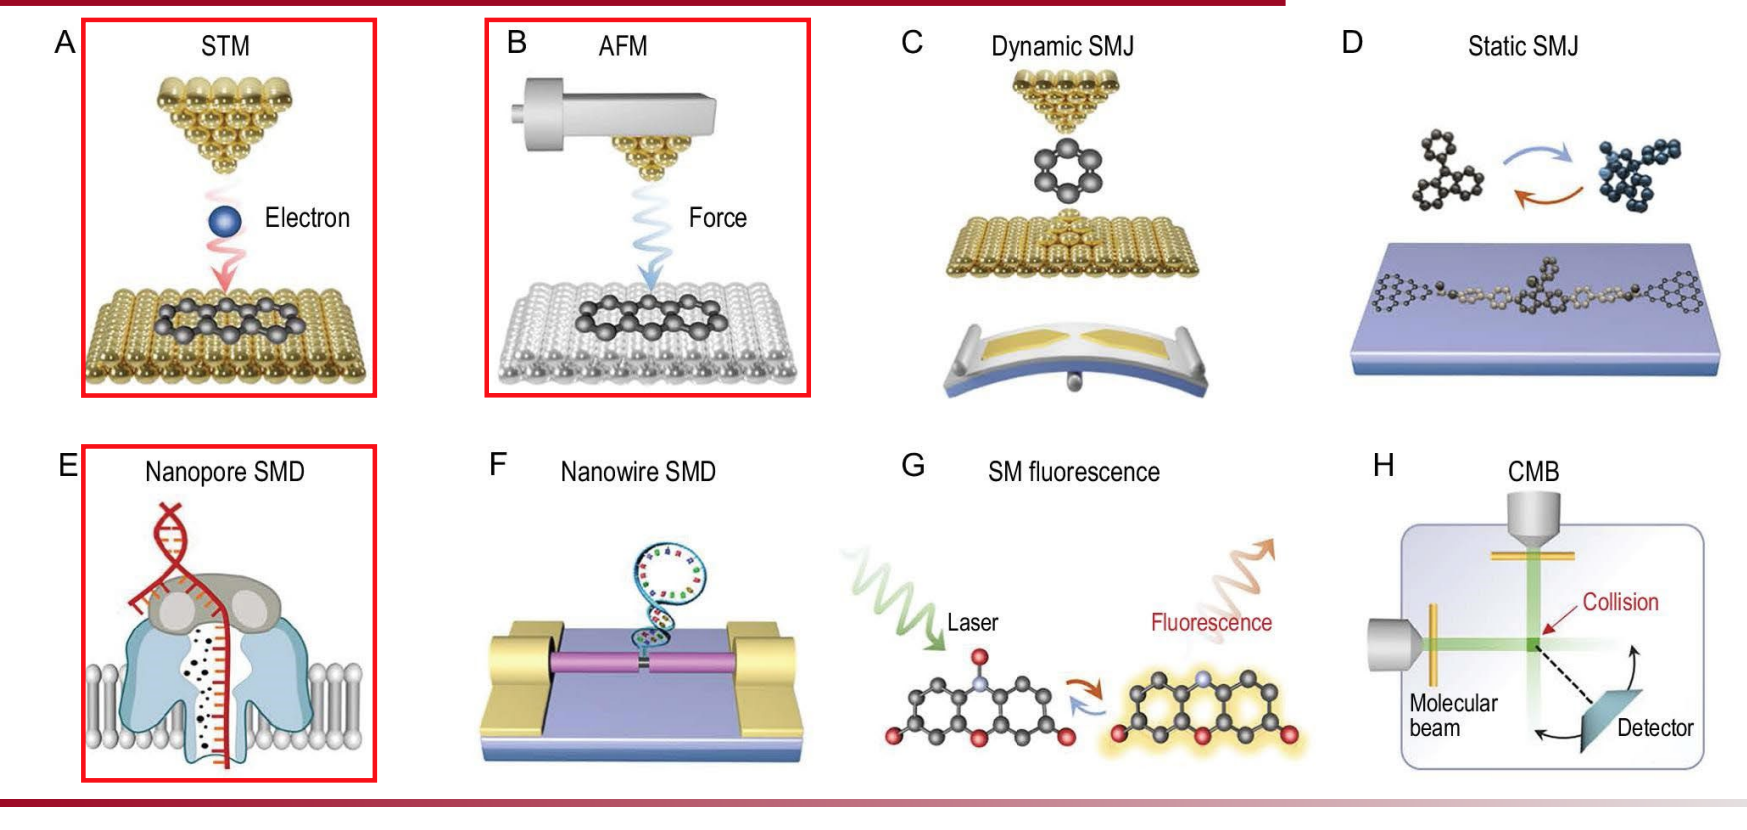 A
STM
Electron
B
AFM
Force
C
Dynamic SMJ
D
Static SMJ
E
Nanopore SMD
F
Nanowire SMD
G
SM fluorescence
Laser
Fluorescence
H
CMB
Collision
Molecular
beam
Detector